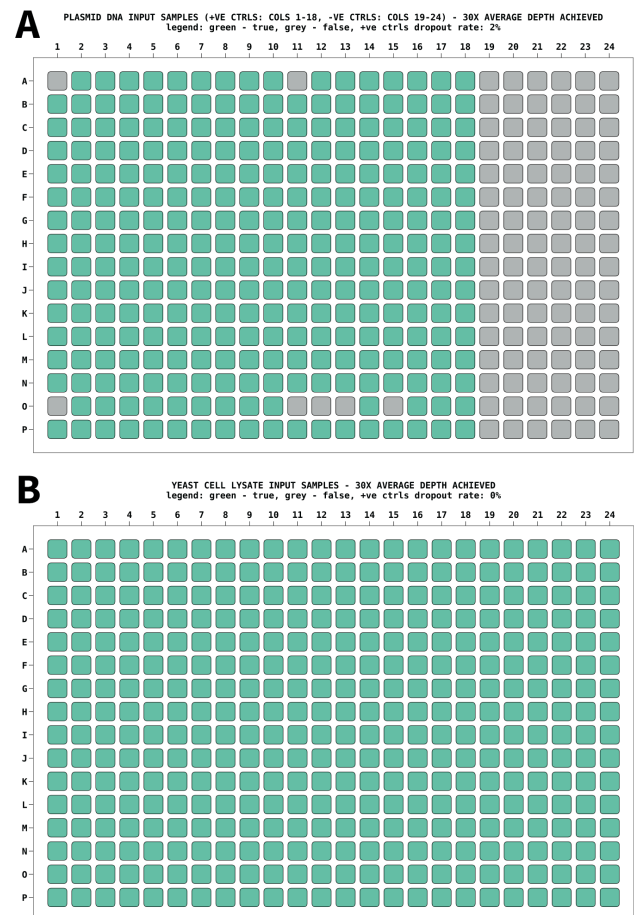 A
PLASMID DNA INPUT SAMPLES (+VE CTRLS: COLS 1-18, -VE CTRLS: COLS 19-24) - 30X AVERAGE DEPTH ACHIEVED
legend: green - true, grey - false, +ve ctrls dropout rate: 2%
1 2 3 4 5 6 7 8 9 10 11 12 13 14 15 16 17 18 19 20 21 22 23 24
A
B
C
D
E
F
G
H
I
J
K
L
M
N
O
P
B
YEAST CELL LYSATE INPUT SAMPLES - 30X AVERAGE DEPTH ACHIEVED
legend: green - true, grey - false, +ve ctrls dropout rate: 0%
1 2 3 4 5 6 7 8 9 10 11 12 13 14 15 16 17 18 19 20 21 22 23 24
A
B
C
D
E
F
G
H
I
J
K
L
M
N
O
P